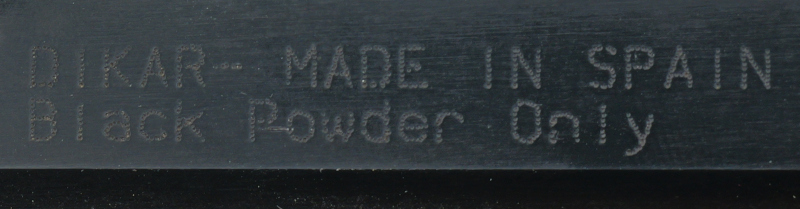 DIKAR- MADE IN SPAIN
Black Powder Only